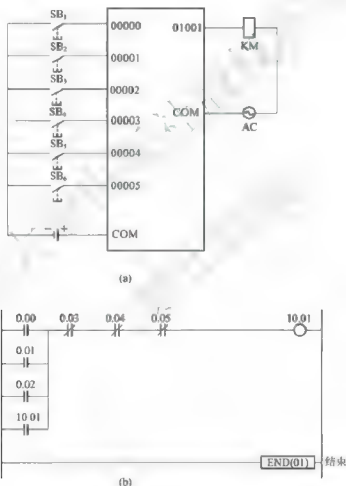 SB₁
00000
01001
KM
SB₂
00001
SB₃
00002
COM
AC
00003
SB₅
00004
SB₆
00005
- +
COM
(a)
0.00 0.03 0.04 0.05 10.01
0.01
0.02
10.01
END(01) 结束
(b)